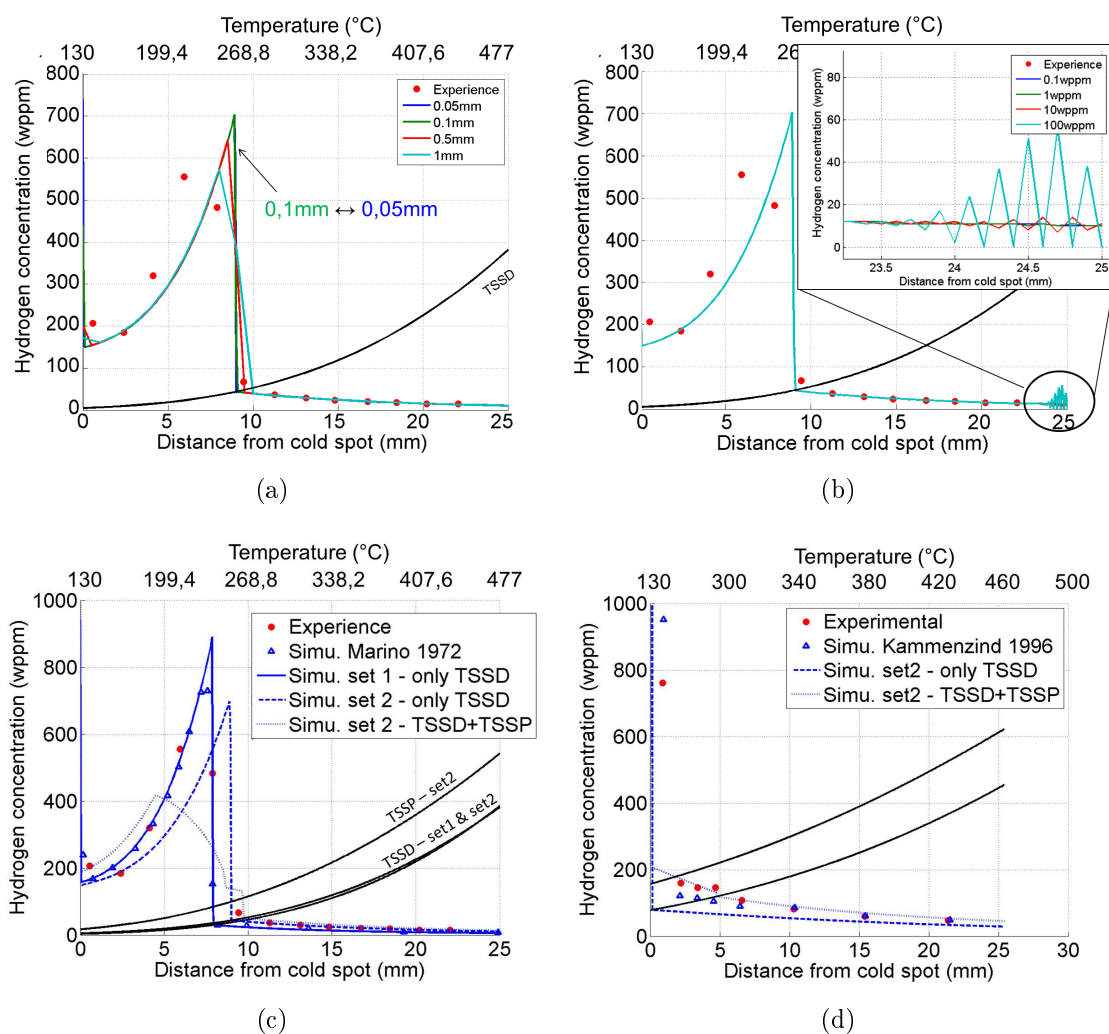 Temperature (°C)
130 199,4 268,8 338,2 407,6 477
800
700
600
500
400
300
200
100
0
Hydrogen concentration (wppm)
Experience
0.05mm
0.1mm
0.5mm
1mm
0,1mm ↔ 0,05mm
TSSD
0 5 10 15 20 25
Distance from cold spot (mm)
(a)
Temperature (°C)
130 199,4
800
700
600
500
400
300
200
100
0
Hydrogen concentration (wppm)
80
60
40
20
0
Hydrogen concentration (wppm)
Experience
0.1wppm
1wppm
10wppm
100wppm
23.5 24 24.5 25
Distance from cold spot (mm)
0 5 10 15 20 25
Distance from cold spot (mm)
(b)
Temperature (°C)
130 199,4 268,8 338,2 407,6 477
1000
800
600
400
200
0
Hydrogen concentration (wppm)
Experience
Simu. Marino 1972
Simu. set 1 - only TSSD
Simu. set 2 - only TSSD
Simu. set 2 - TSSD+TSSP
TSSP – set2
TSSD – set1 & set2
0 5 10 15 20 25
Distance from cold spot (mm)
(c)
Temperature (°C)
130 300 340 380 420 460 500
1000
800
600
400
200
0
Hydrogen concentration (wppm)
Experimental
Simu. Kammenzind 1996
Simu. set2 - only TSSD
Simu. set2 - TSSD+TSSP
0 5 10 15 20 25 30
Distance from cold spot (mm)
(d)